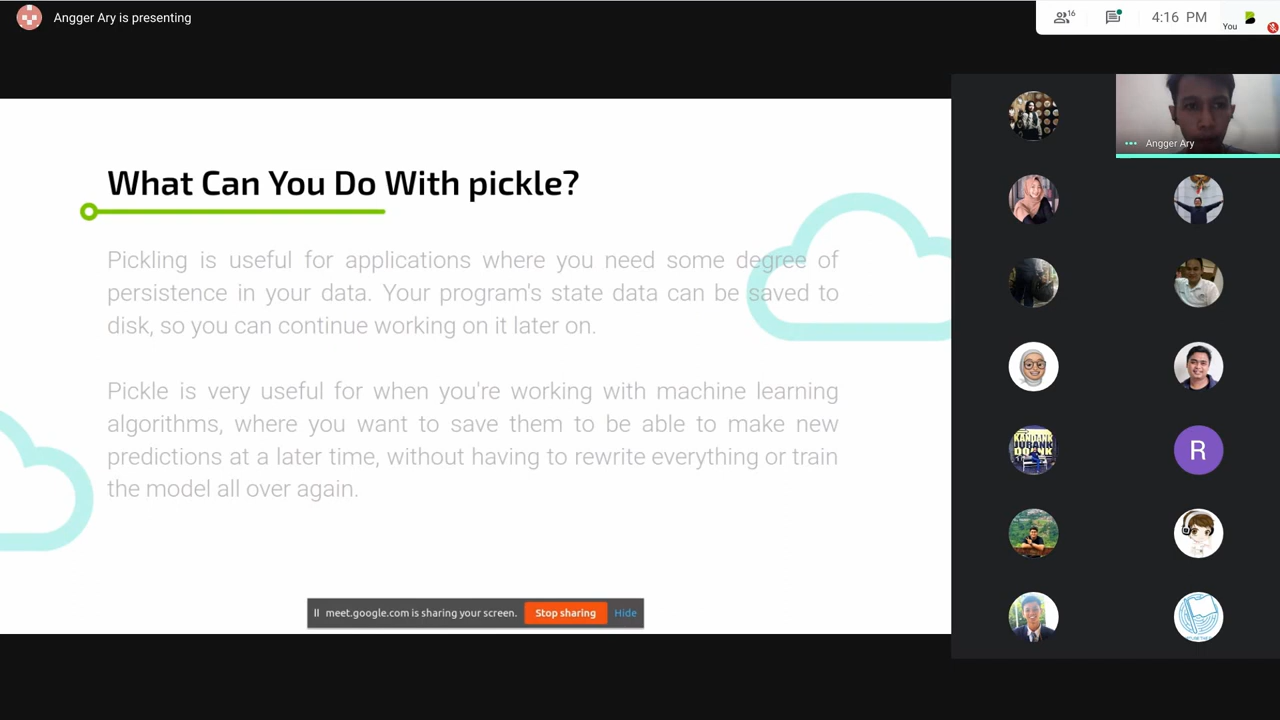 Angger Ary is presenting
16
4:16 PM
You
What Can You Do With pickle?
Pickling is useful for applications where you need some degree of
persistence in your data. Your program's state data can be saved to
disk, so you can continue working on it later on.
Pickle is very useful for when you're working with machine learning
algorithms, where you want to save them to be able to make new
predictions at a later time, without having to rewrite everything or train
the model all over again.
meet.google.com is sharing your screen. Stop sharing Hide
Angger Ary
KANDANK
JURANK
DOANK
R